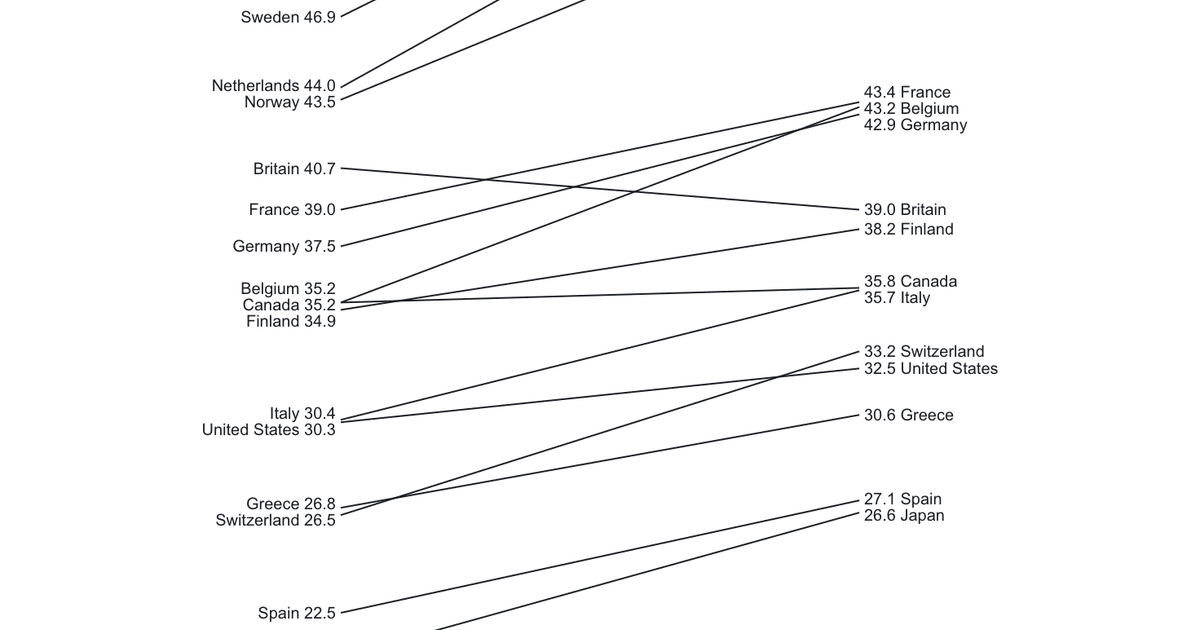 Sweden 46.9
Netherlands 44.0
Norway 43.5
Britain 40.7
France 39.0
Germany 37.5
Belgium 35.2
Canada 35.2
Finland 34.9
Italy 30.4
United States 30.3
Greece 26.8
Switzerland 26.5
Spain 22.5
43.4 France
43.2 Belgium
42.9 Germany
39.0 Britain
38.2 Finland
35.8 Canada
35.7 Italy
33.2 Switzerland
32.5 United States
30.6 Greece
27.1 Spain
26.6 Japan